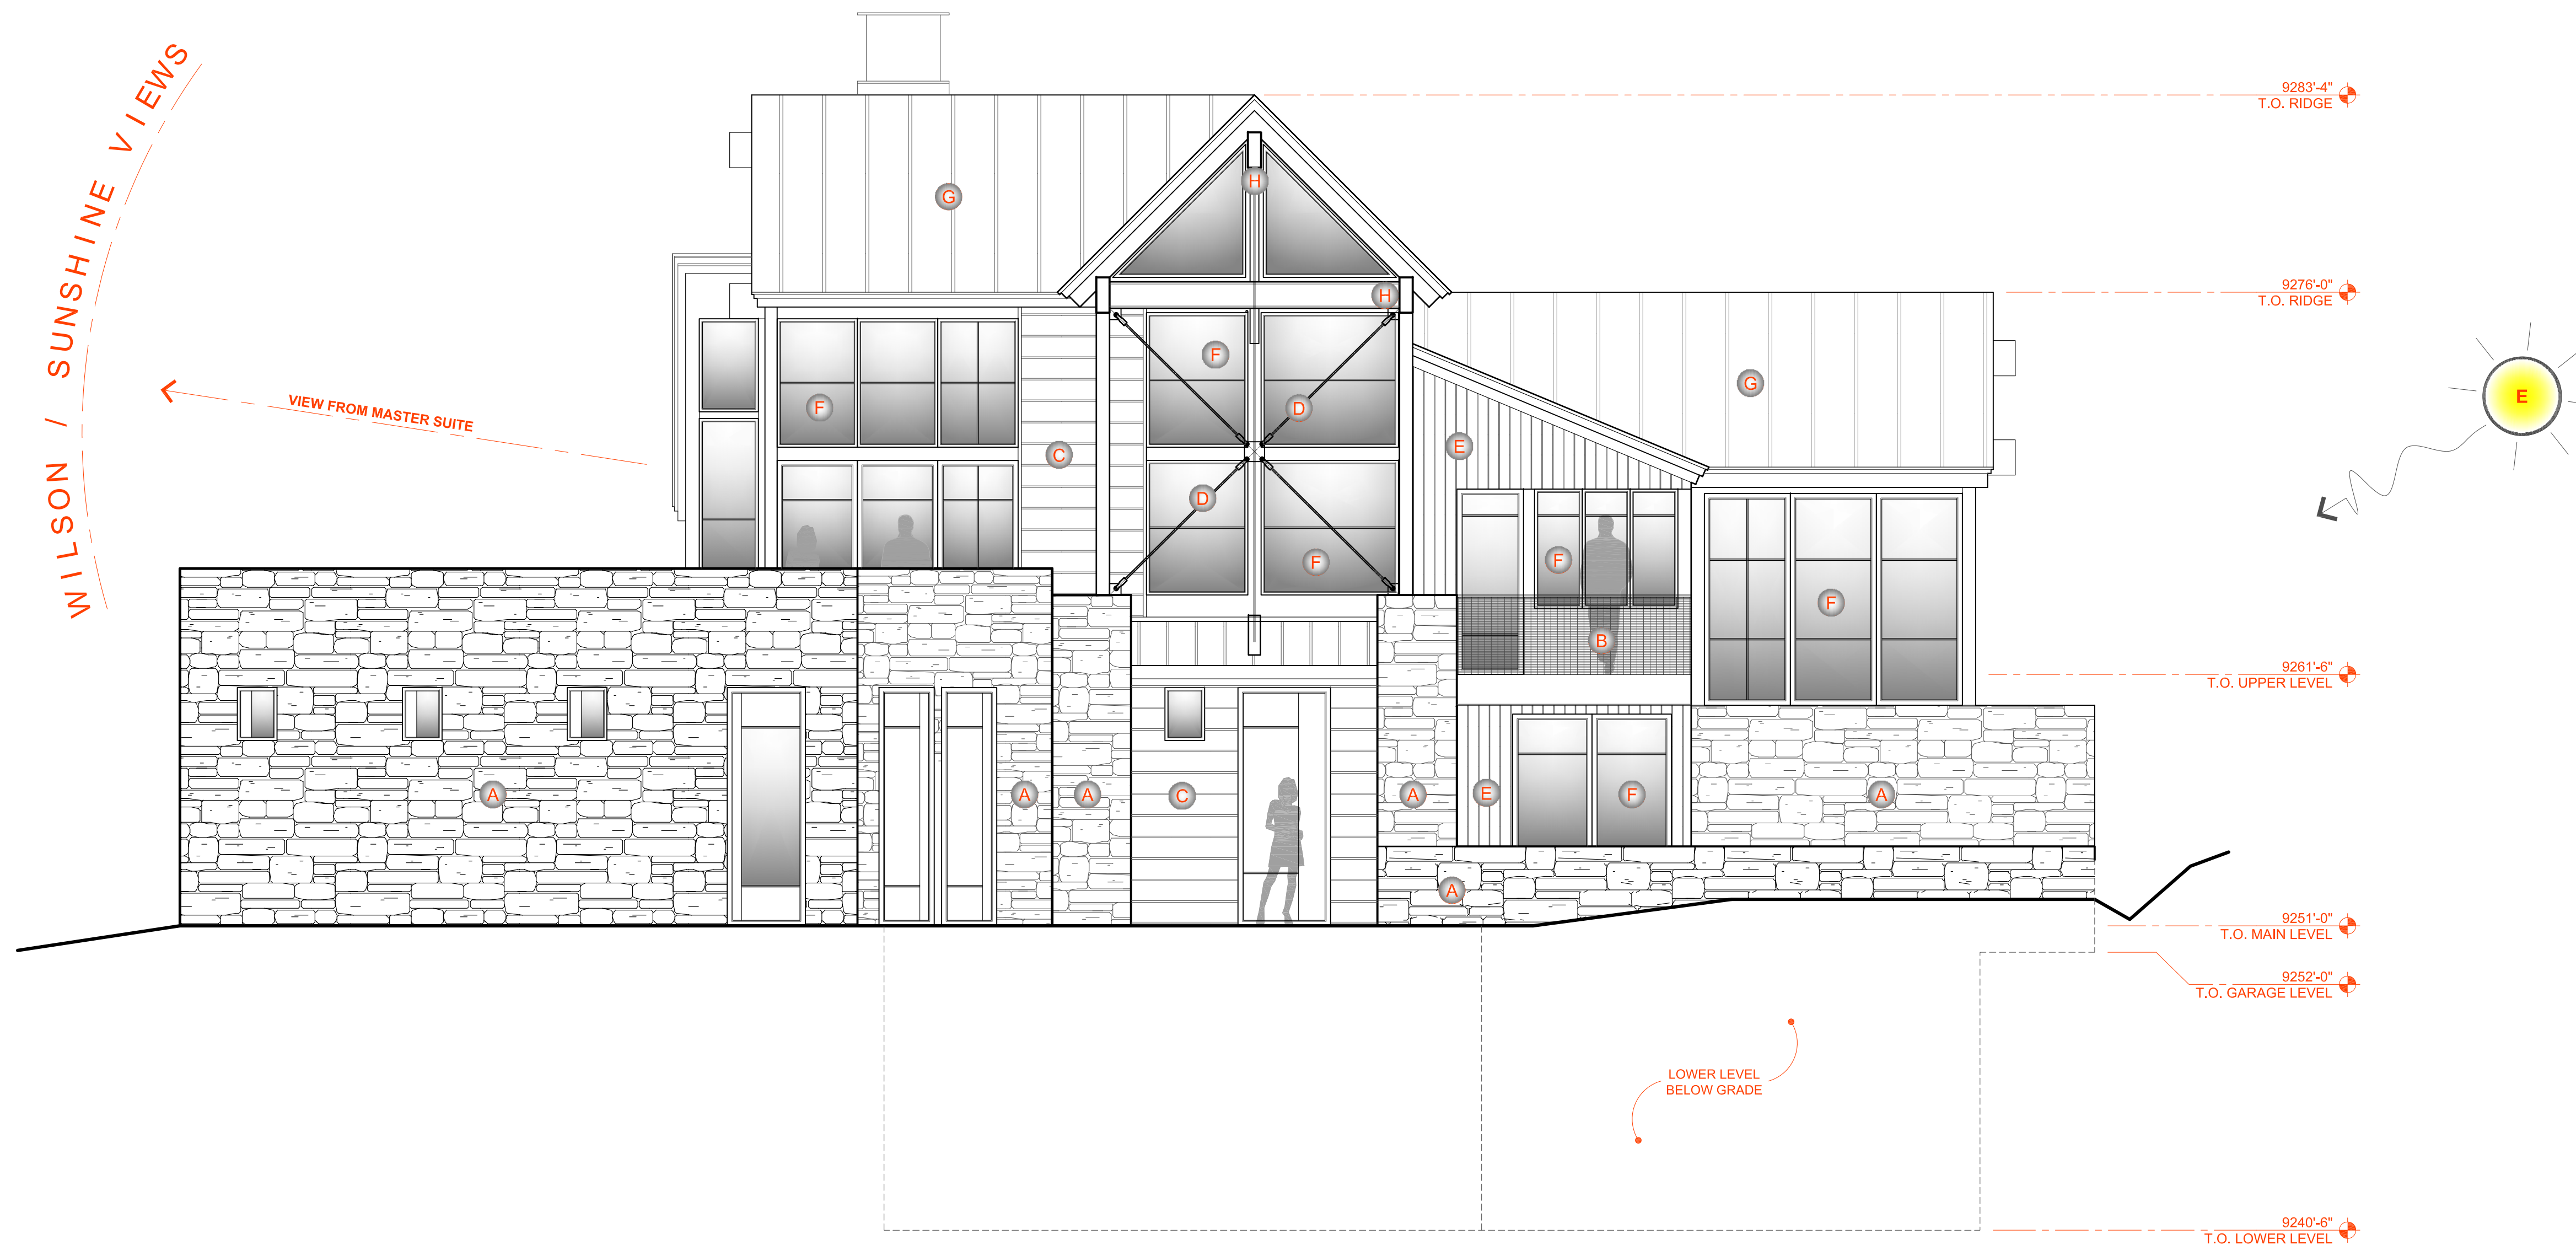 WILSON / SUNSHINE VIEWS
VIEW FROM MASTER SUITE
9283'-4"
T.O. RIDGE
9276'-0"
T.O. RIDGE
E
9261'-6"
T.O. UPPER LEVEL
9251'-0"
T.O. MAIN LEVEL
9252'-0"
T.O. GARAGE LEVEL
9240'-6"
T.O. LOWER LEVEL
LOWER LEVEL
BELOW GRADE
H
G
H
F
G
F
D
E
C
D
F
F
F
B
A
A
A
C
A
E
F
A
A